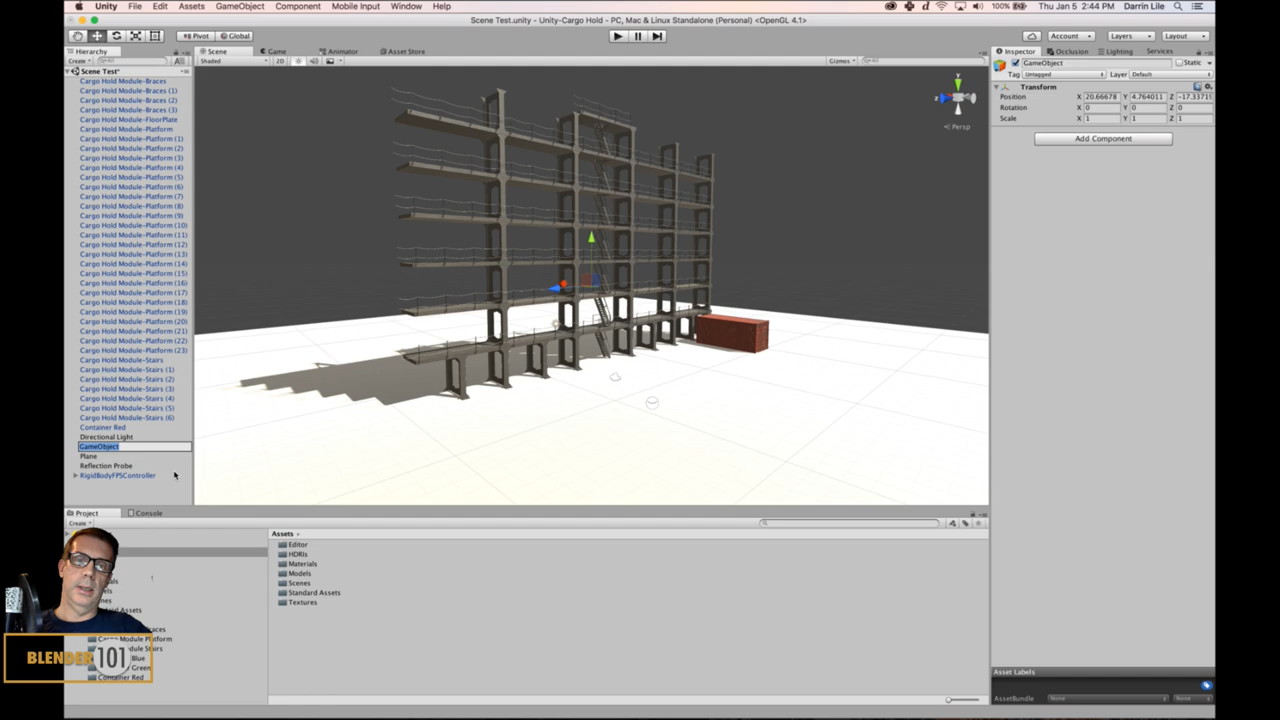 Unity File Edit Assets GameObject Component Mobile Input Window Help 100% Thu Jan 5 2:44 PM Darrin Lile
Scene Test.unity - Unity-Cargo Hold - PC, Mac & Linux Standalone (Personal) <OpenGL 4.1>
Pivot Global Account Layers Layout
Hierarchy Scene Game Animator Asset Store Inspector Occlusion Lighting Services
Create All Shaded 2D Gizmos All GameObject Static
Scene Test*
Tag Untagged Layer Default
Cargo Hold Module-Braces
Transform
Cargo Hold Module-Braces (1)
Position X 20.66678 Y 4.764011 Z -17.3371
Cargo Hold Module-Braces (2)
Rotation X 0 Y 0 Z 0
Cargo Hold Module-Braces (3)
Scale X 1 Y 1 Z 1
Cargo Hold Module-FloorPlate
Cargo Hold Module-Platform
Cargo Hold Module-Platform (1)
Add Component
Cargo Hold Module-Platform (2)
Cargo Hold Module-Platform (3)
Cargo Hold Module-Platform (4)
Cargo Hold Module-Platform (5)
Cargo Hold Module-Platform (6)
Cargo Hold Module-Platform (7)
Cargo Hold Module-Platform (8)
Cargo Hold Module-Platform (9)
Cargo Hold Module-Platform (10)
Cargo Hold Module-Platform (11)
Cargo Hold Module-Platform (12)
Cargo Hold Module-Platform (13)
Cargo Hold Module-Platform (14)
Cargo Hold Module-Platform (15)
Cargo Hold Module-Platform (16)
Cargo Hold Module-Platform (17)
Cargo Hold Module-Platform (18)
Cargo Hold Module-Platform (19)
Cargo Hold Module-Platform (20)
Cargo Hold Module-Platform (21)
Cargo Hold Module-Platform (22)
Cargo Hold Module-Platform (23)
Cargo Hold Module-Stairs
Cargo Hold Module-Stairs (1)
Cargo Hold Module-Stairs (2)
Cargo Hold Module-Stairs (3)
Cargo Hold Module-Stairs (4)
Cargo Hold Module-Stairs (5)
Cargo Hold Module-Stairs (6)
Container Red
Directional Light
GameObject
Plane
Reflection Probe
RigidBodyFPSController
y
z
Persp
Project Console
Create
Assets
Editor
HDRIs
Materials
Models
Scenes
Standard Assets
Textures
Cargo Module Platform
Container Red
BLENDER 101
Asset Labels
AssetBundle None None